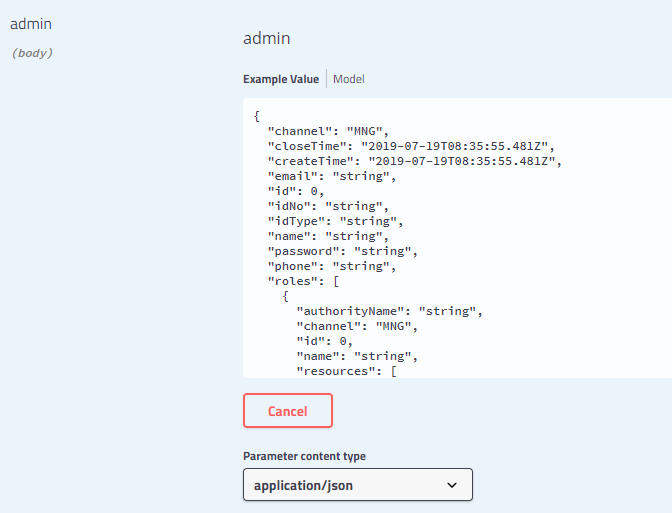 admin
(body)
admin
Example Value Model
{
"channel": "MNG",
"closeTime": "2019-07-19T08:35:55.481Z",
"createTime": "2019-07-19T08:35:55.481Z",
"email": "string",
"id": 0,
"idNo": "string",
"idType": "string",
"name": "string",
"password": "string",
"phone": "string",
"roles": [
{
"authorityName": "string",
"channel": "MNG",
"id": 0,
"name": "string",
"resources": [
Cancel
Parameter content type
application/json